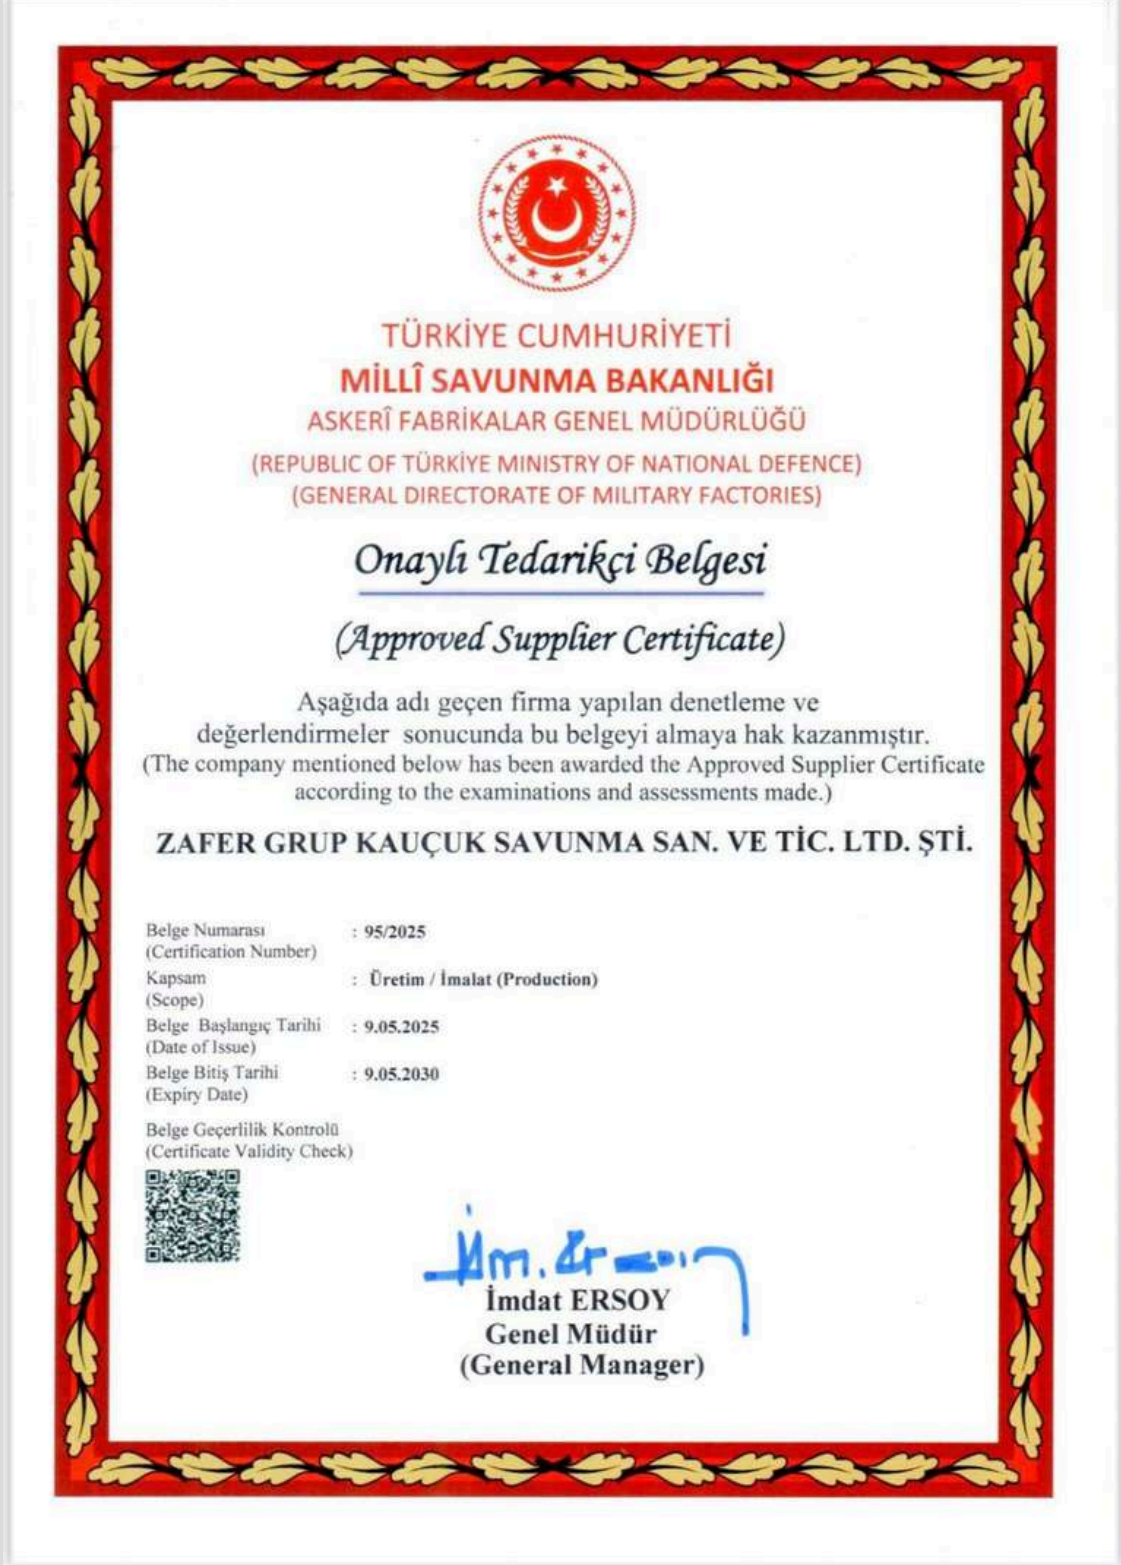 TÜRKİYE CUMHURİYETİ
MİLLÎ SAVUNMA BAKANLIĞI
ASKERÎ FABRİKALAR GENEL MÜDÜRLÜĞÜ
(REPUBLIC OF TÜRKİYE MINISTRY OF NATIONAL DEFENCE)
(GENERAL DIRECTORATE OF MILITARY FACTORIES)
Onaylı Tedarikçi Belgesi
(Approved Supplier Certificate)
Aşağıda adı geçen firma yapılan denetleme ve
değerlendirmeler sonucunda bu belgeyi almaya hak kazanmıştır.
(The company mentioned below has been awarded the Approved Supplier Certificate
according to the examinations and assessments made.)
ZAFER GRUP KAUÇUK SAVUNMA SAN. VE TİC. LTD. ŞTİ.
Belge Numarası : 95/2025
(Certification Number)
Kapsam : Üretim / İmalat (Production)
(Scope)
Belge Başlangıç Tarihi : 9.05.2025
(Date of Issue)
Belge Bitiş Tarihi : 9.05.2030
(Expiry Date)
Belge Geçerlilik Kontrolü
(Certificate Validity Check)
İmdat ERSOY
Genel Müdür
(General Manager)